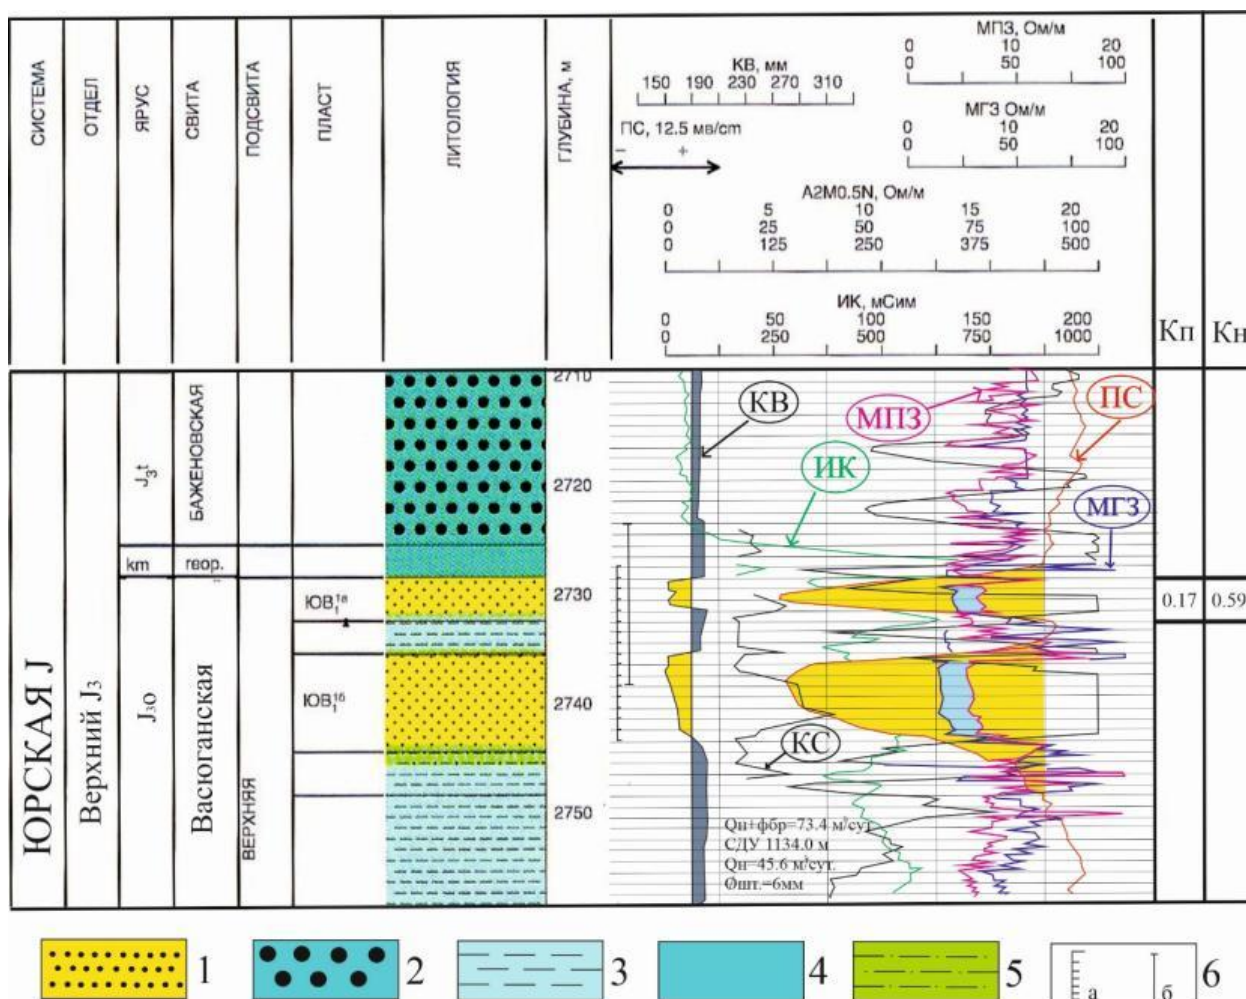 СИСТЕМА
ОТДЕЛ
ЯРУС
СВИТА
ПОДСВИТА
ПЛАСТ
ЛИТОЛОГИЯ
ГЛУБИНА, м
КВ, мм
150 190 230 270 310
ПС, 12.5 мв/cm
− +
МПЗ, Ом/м
0 10 20
0 50 100
МГЗ Ом/м
0 10 20
0 50 100
A2M0.5N, Ом/м
0 5 10 15 20
0 25 50 75 100
0 125 250 375 500
ИК, мСим
0 50 100 150 200
0 250 500 750 1000
Кп
Кн
ЮРСКАЯ J
Верхний J₃
J₃t
БАЖЕНОВСКАЯ
km
геор.
J₃o
Васюганская
ВЕРХНЯЯ
ЮВ₁¹ᵃ
ЮВ₁¹ᵇ
2710
2720
2730
2740
2750
КВ
МПЗ
ПС
ИК
МГЗ
КС
0.17
0.59
Qн+фбр=73.4 м³/сут.
СДУ 1134.0 м
Qн=45.6 м³/сут.
Øшт.=6мм
1
2
3
4
5
а б
6